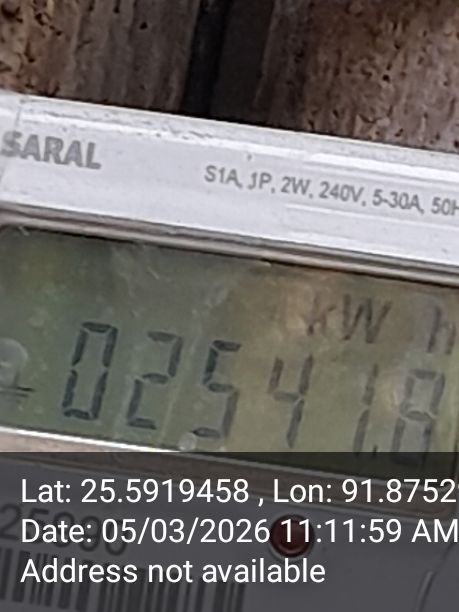 SARAL
S1A, 1P, 2W, 240V, 5-30A, 50H
kW h
02541.8
Lat: 25.5919458 , Lon: 91.8752
Date: 05/03/2026 11:11:59 AM
Address not available